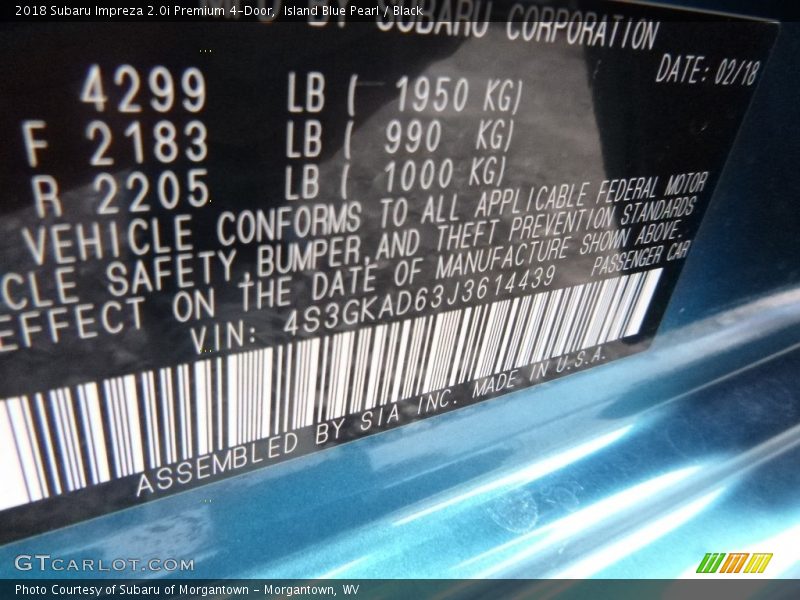 2018 Subaru Impreza 2.0i Premium 4-Door, Island Blue Pearl / Black
BY SUBARU CORPORATION
DATE: 02/18
4299 LB ( 1950 KG)
F 2183 LB ( 990 KG)
R 2205 LB ( 1000 KG)
VEHICLE CONFORMS TO ALL APPLICABLE FEDERAL MOTOR
CLE SAFETY,BUMPER,AND THEFT PREVENTION STANDARDS
EFFECT ON THE DATE OF MANUFACTURE SHOWN ABOVE.
VIN: 4S3GKAD63J3614439 PASSENGER CAR
ASSEMBLED BY SIA INC. MADE IN U.S.A.
GTCARLOT.COM
Photo Courtesy of Subaru of Morgantown - Morgantown, WV